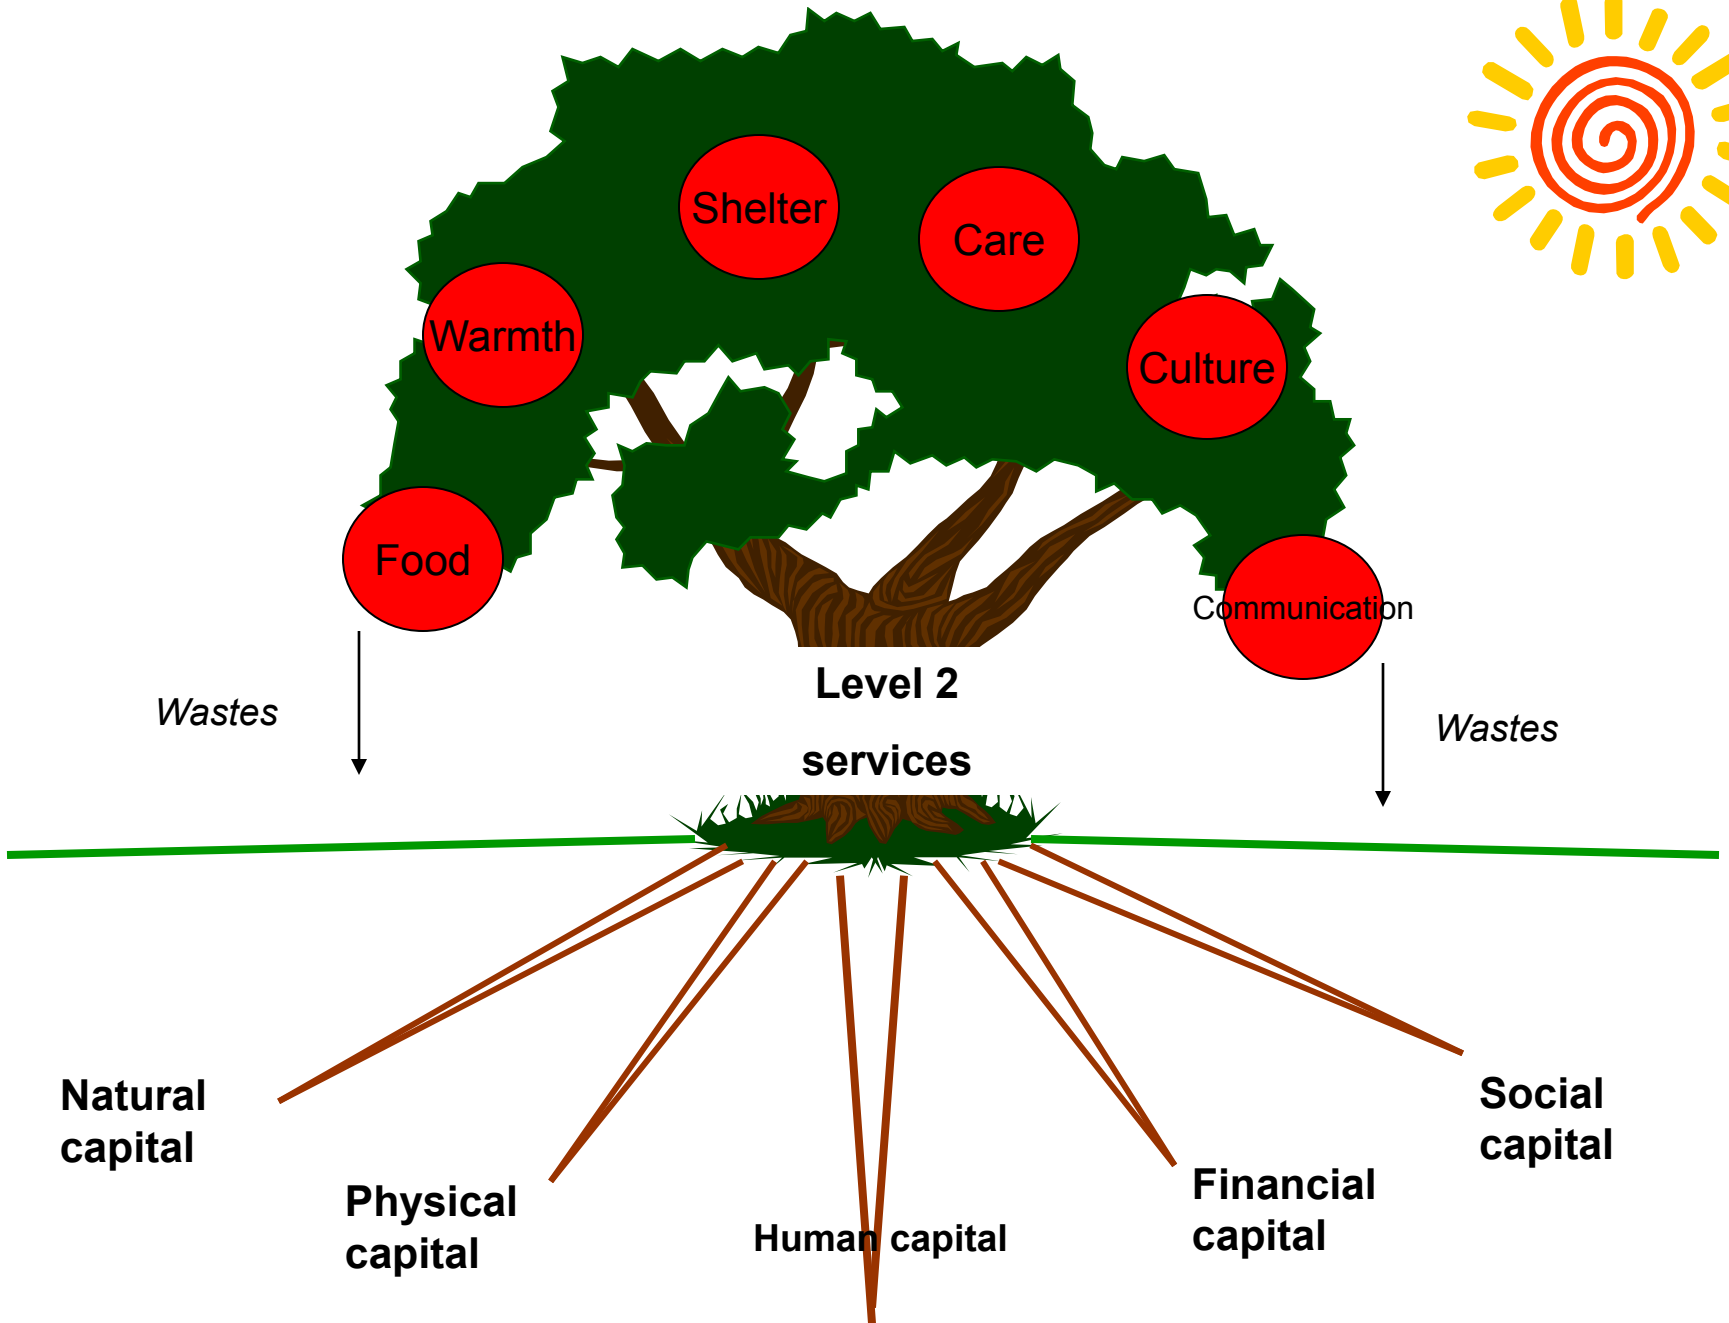 Shelter
Care
Warmth
Culture
Food
Communication
Level 2
services
Wastes
Wastes
Natural
capital
Physical
capital
Human capital
Financial
capital
Social
capital